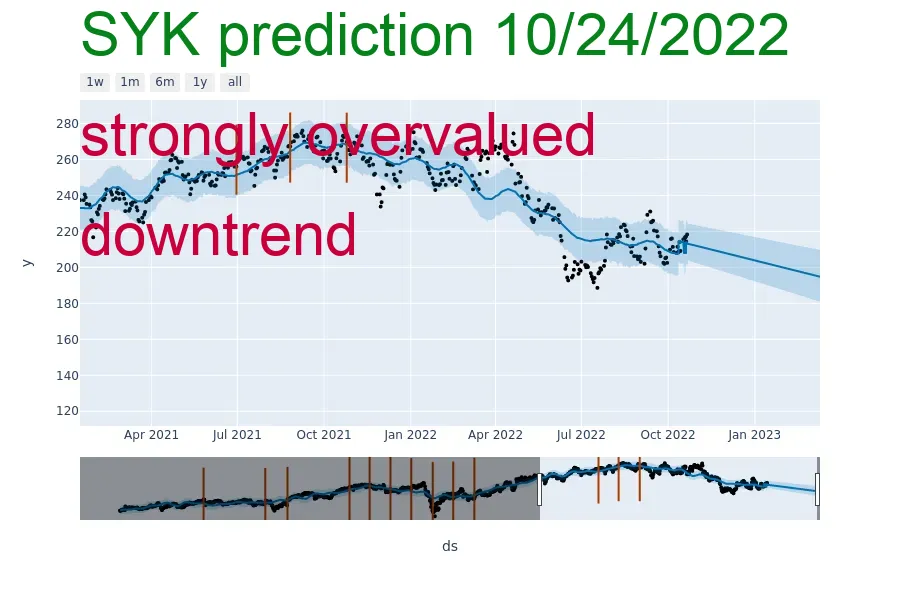 SYK prediction 10/24/2022
1w 1m 6m 1y all
strongly overvalued
downtrend
280
260
240
220
200
180
160
140
120
y
Apr 2021 Jul 2021 Oct 2021 Jan 2022 Apr 2022 Jul 2022 Oct 2022 Jan 2023
ds